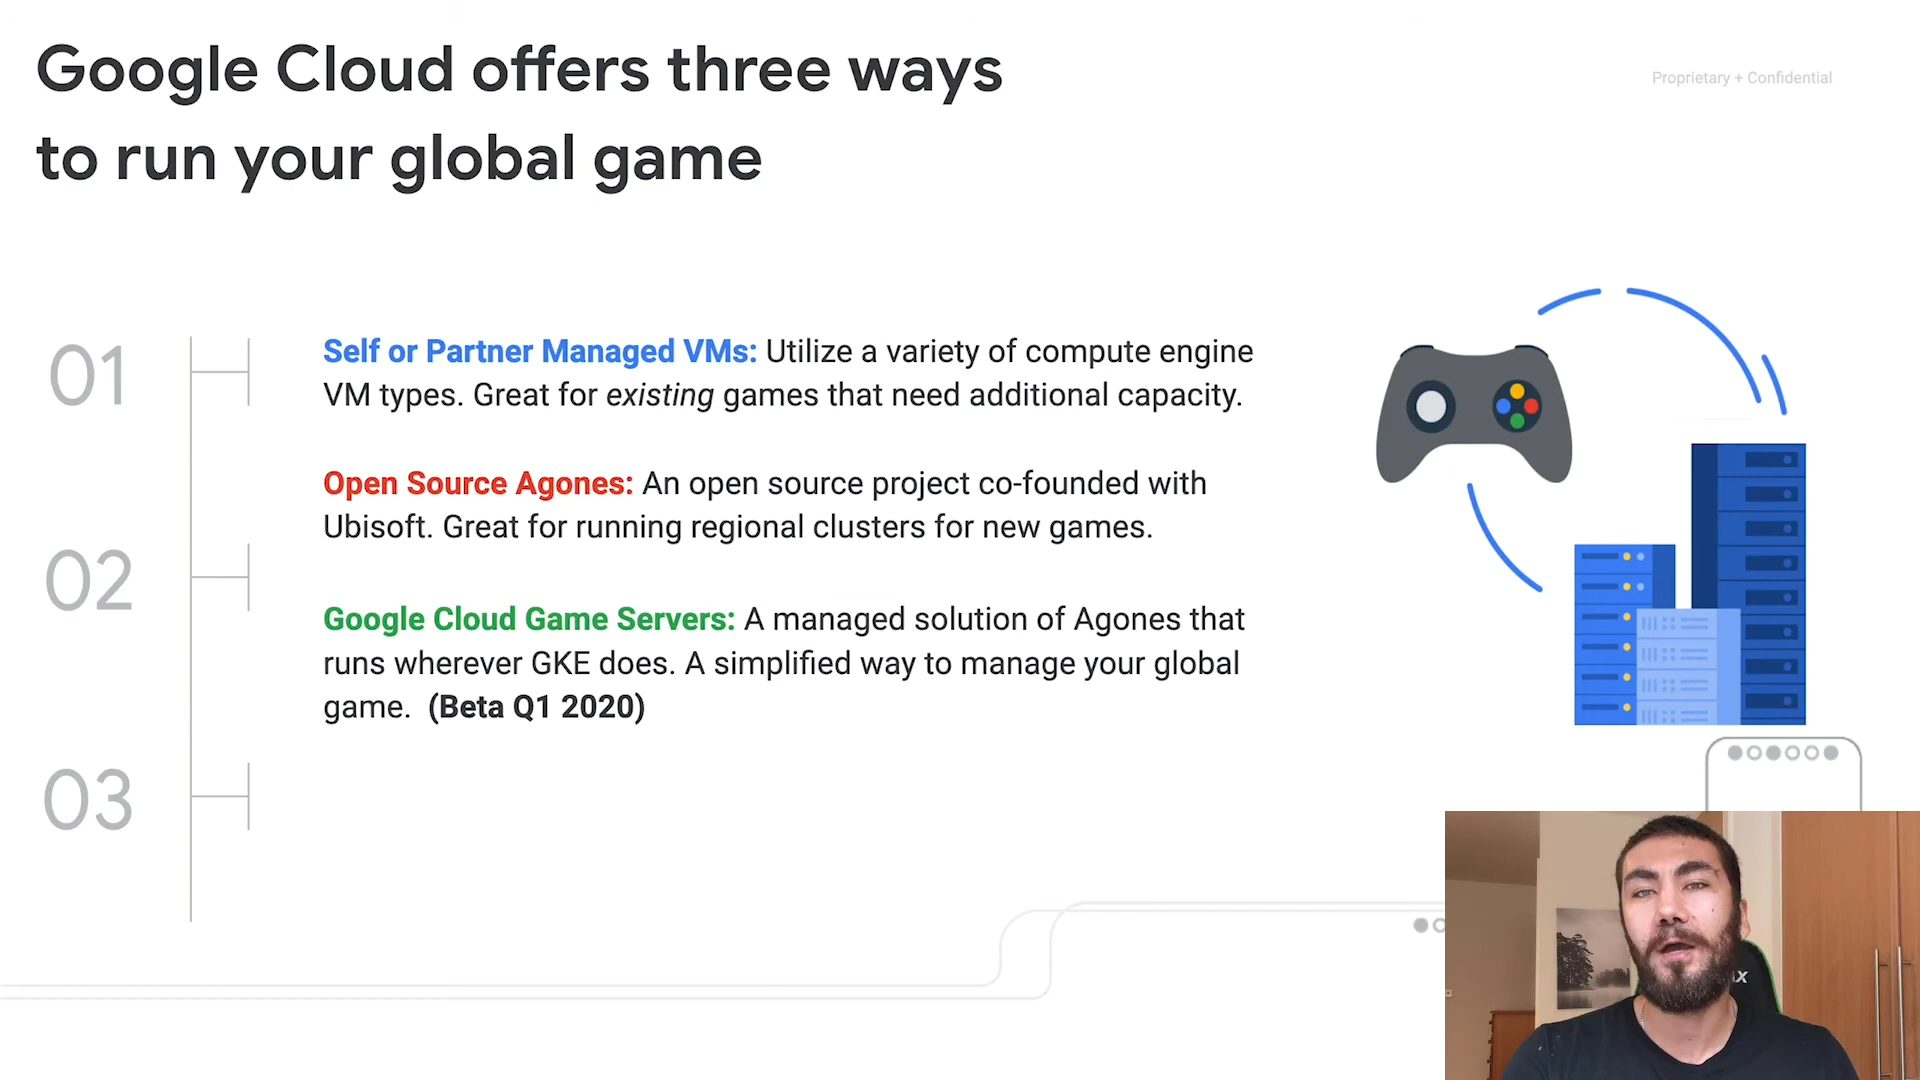 Google Cloud offers three ways
to run your global game
Proprietary + Confidential
01
Self or Partner Managed VMs: Utilize a variety of compute engine
VM types. Great for existing games that need additional capacity.
02
Open Source Agones: An open source project co-founded with
Ubisoft. Great for running regional clusters for new games.
03
Google Cloud Game Servers: A managed solution of Agones that
runs wherever GKE does. A simplified way to manage your global
game. (Beta Q1 2020)